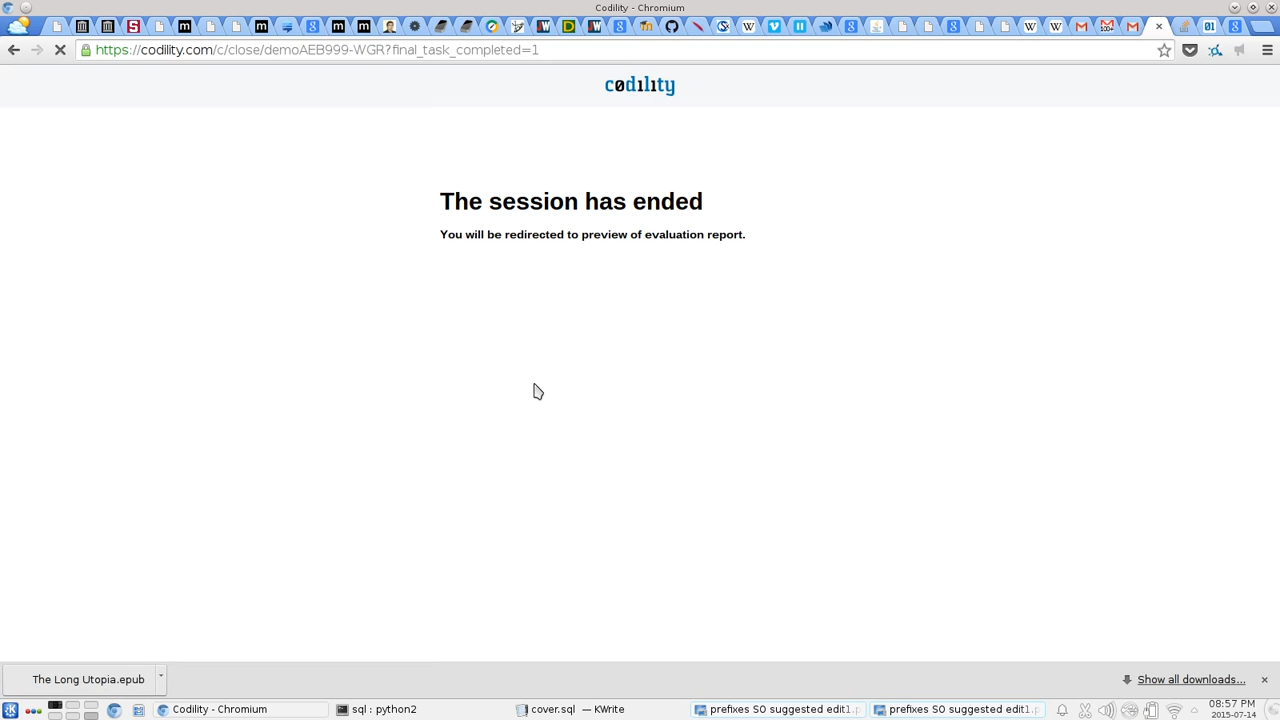 Codility - Chromium
https://codility.com/c/close/demoAEB999-WGR?final_task_completed=1
codility
The session has ended
You will be redirected to preview of evaluation report.
The Long Utopia.epub
Show all downloads...
Codility - Chromium
sql : python2
cover.sql — KWrite
prefixes SO suggested edit1.p
prefixes SO suggested edit1.p
08:57 PM
2015-07-14